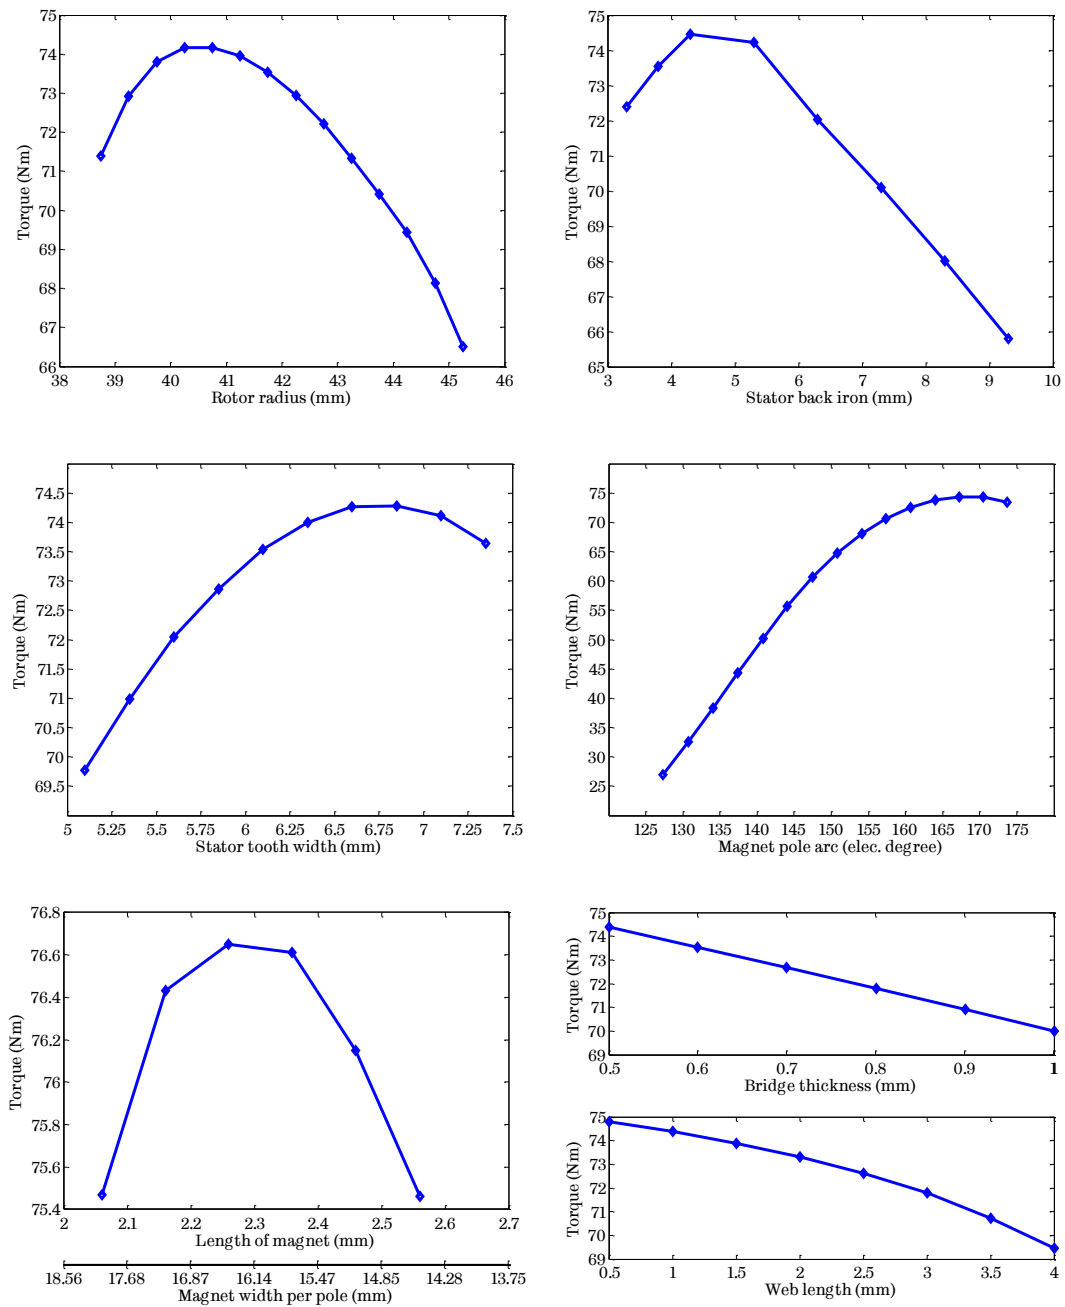 75
74
73
72
71
70
69
68
67
66
38 39 40 41 42 43 44 45 46
Torque (Nm)
Rotor radius (mm)
75
74
73
72
71
70
69
68
67
66
65
3 4 5 6 7 8 9 10
Torque (Nm)
Stator back iron (mm)
74.5
74
73.5
73
72.5
72
71.5
71
70.5
70
69.5
5 5.25 5.5 5.75 6 6.25 6.5 6.75 7 7.25 7.5
Torque (Nm)
Stator tooth width (mm)
75
70
65
60
55
50
45
40
35
30
25
125 130 135 140 145 150 155 160 165 170 175
Torque (Nm)
Magnet pole arc (elec. degree)
76.8
76.6
76.4
76.2
76
75.8
75.6
75.4
2 2.1 2.2 2.3 2.4 2.5 2.6 2.7
Torque (Nm)
Length of magnet (mm)
18.56 17.68 16.87 16.14 15.47 14.85 14.28 13.75
Magnet width per pole (mm)
75
74
73
72
71
70
69
0.5 0.6 0.7 0.8 0.9 1
Torque (Nm)
Bridge thickness (mm)
75
74
73
72
71
70
69
0.5 1 1.5 2 2.5 3 3.5 4
Torque (Nm)
Web length (mm)